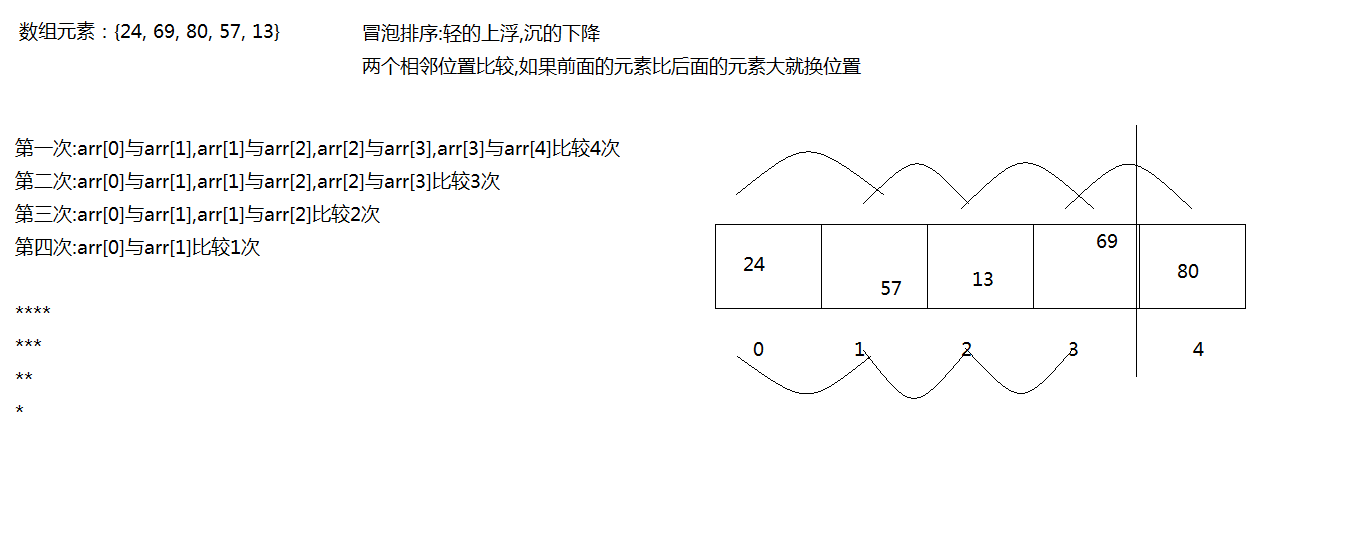 数组元素：{24, 69, 80, 57, 13}
冒泡排序:轻的上浮,沉的下降
两个相邻位置比较,如果前面的元素比后面的元素大就换位置
第一次:arr[0]与arr[1],arr[1]与arr[2],arr[2]与arr[3],arr[3]与arr[4]比较4次
第二次:arr[0]与arr[1],arr[1]与arr[2],arr[2]与arr[3]比较3次
第三次:arr[0]与arr[1],arr[1]与arr[2]比较2次
第四次:arr[0]与arr[1]比较1次
****
***
**
*
24 57 13 69 80
0 1 2 3 4